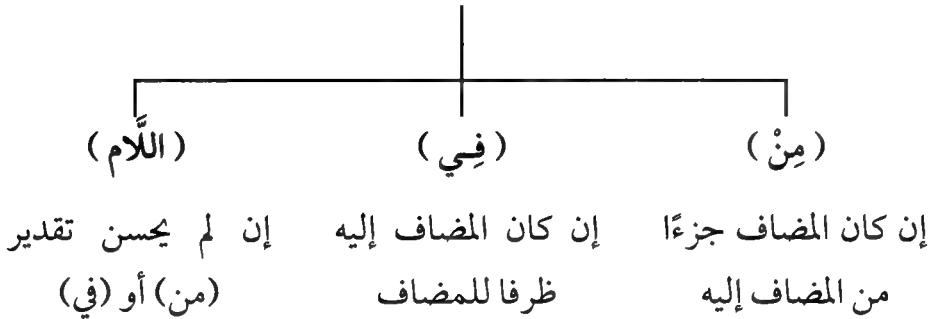 (مِنْ) (فِي) (اللَّام)
إن كان المضاف جزءًا
من المضاف إليه
إن كان المضاف إليه
ظرفا للمضاف
إن لم يحسن تقدير
(من) أو (في)